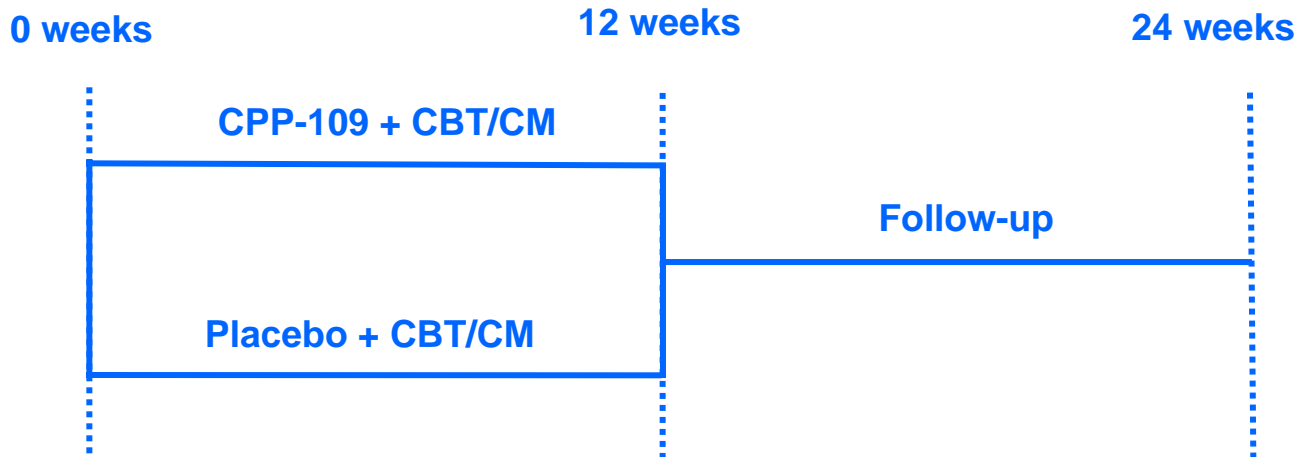 0 weeks
12 weeks
24 weeks
CPP-109 + CBT/CM
Follow-up
Placebo + CBT/CM